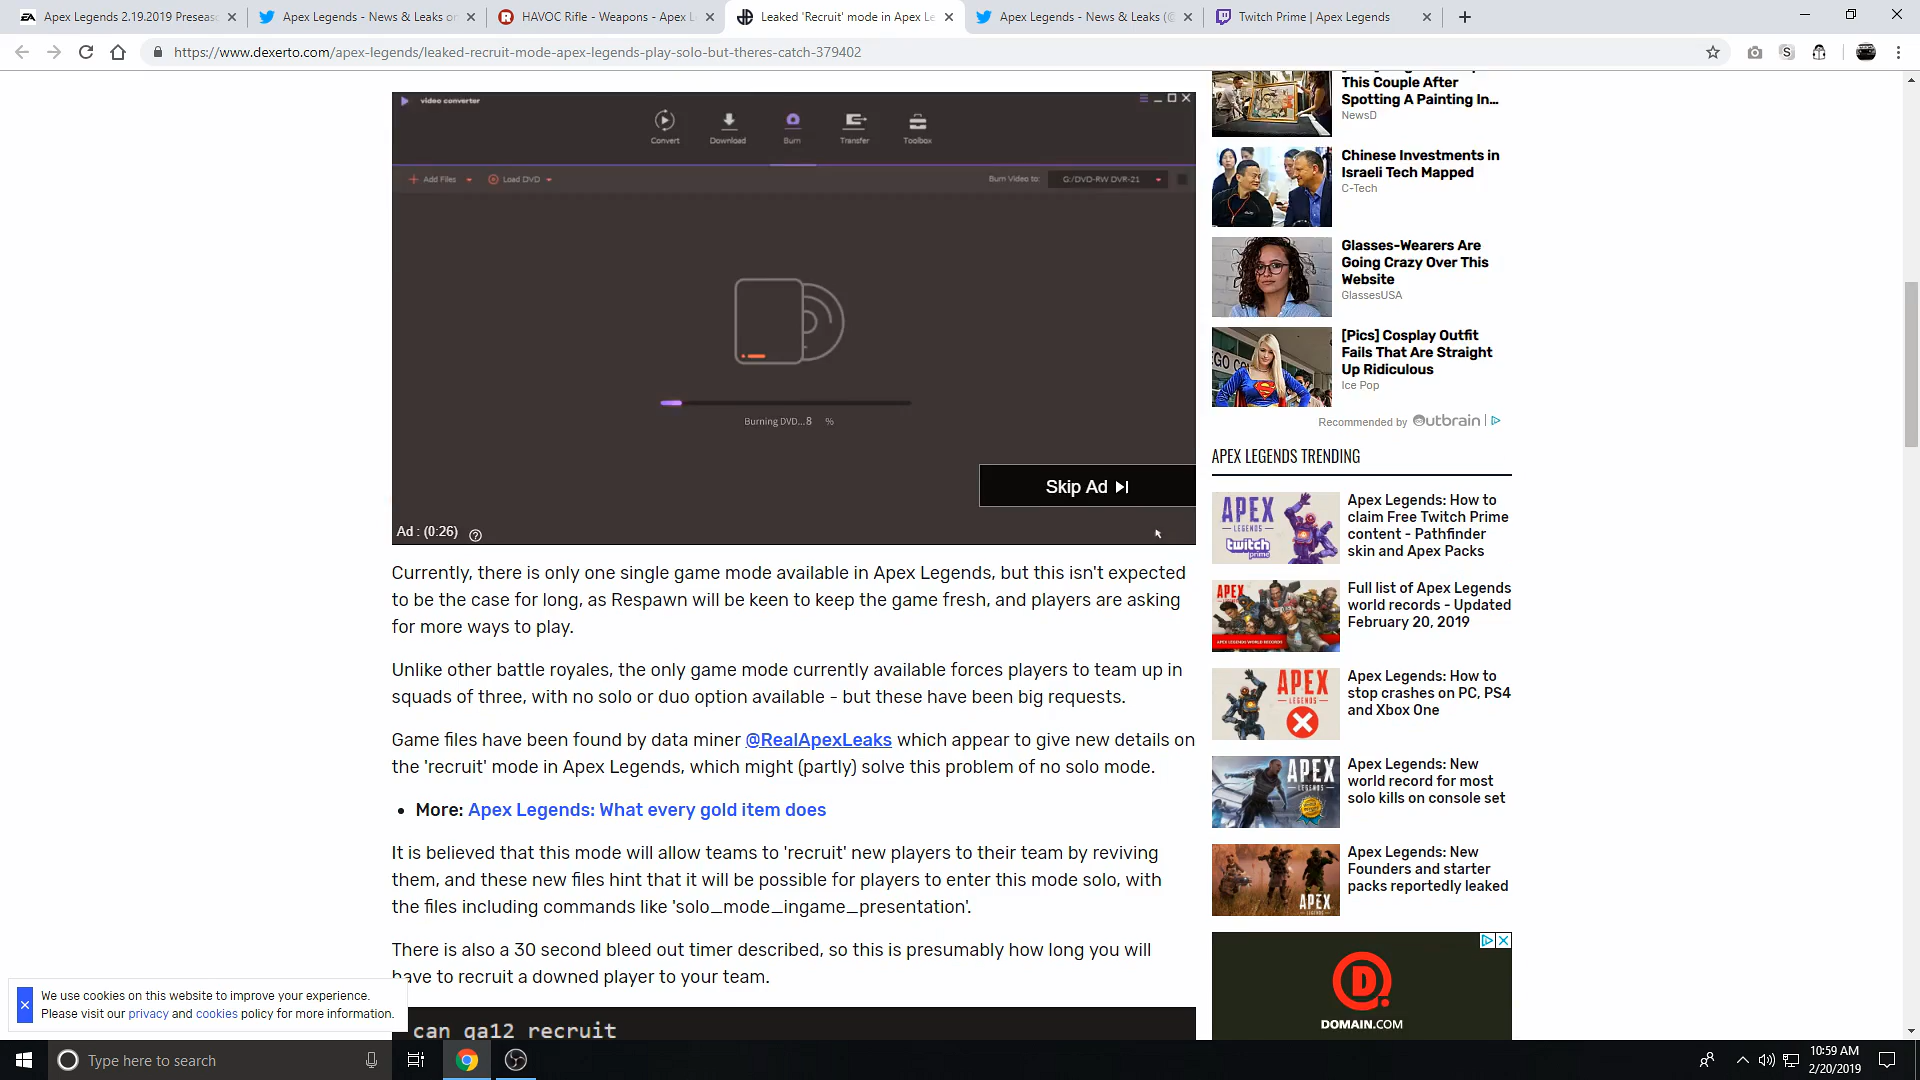 Apex Legends 2.19.2019 Preseas
Apex Legends - News & Leaks on
HAVOC Rifle - Weapons - Apex L
Leaked 'Recruit' mode in Apex Le
Apex Legends - News & Leaks (@
Twitch Prime | Apex Legends
https://www.dexerto.com/apex-legends/leaked-recruit-mode-apex-legends-play-solo-but-theres-catch-379402
video converter
Convert
Download
Burn
Transfer
Toolbox
Add Files
Load DVD
Burn Video to:
G:/DVD-RW DVR-21
Burning DVD...8 %
Skip Ad
Ad : (0:26)
Currently, there is only one single game mode available in Apex Legends, but this isn't expected
to be the case for long, as Respawn will be keen to keep the game fresh, and players are asking
for more ways to play.
Unlike other battle royales, the only game mode currently available forces players to team up in
squads of three, with no solo or duo option available - but these have been big requests.
Game files have been found by data miner @RealApexLeaks which appear to give new details on
the 'recruit' mode in Apex Legends, which might (partly) solve this problem of no solo mode.
• More: Apex Legends: What every gold item does
It is believed that this mode will allow teams to 'recruit' new players to their team by reviving
them, and these new files hint that it will be possible for players to enter this mode solo, with
the files including commands like 'solo_mode_ingame_presentation'.
There is also a 30 second bleed out timer described, so this is presumably how long you will
have to recruit a downed player to your team.
can ga12 recruit
This Couple After
Spotting A Painting In...
NewsD
Chinese Investments in
Israeli Tech Mapped
C-Tech
Glasses-Wearers Are
Going Crazy Over This
Website
GlassesUSA
[Pics] Cosplay Outfit
Fails That Are Straight
Up Ridiculous
Ice Pop
Recommended by Outbrain
APEX LEGENDS TRENDING
APEX
LEGENDS
twitch
prime
Apex Legends: How to
claim Free Twitch Prime
content - Pathfinder
skin and Apex Packs
APEX
APEX LEGENDS WORLD RECORDS
Full list of Apex Legends
world records - Updated
February 20, 2019
APEX
LEGENDS
Apex Legends: How to
stop crashes on PC, PS4
and Xbox One
APEX
LEGENDS
Apex Legends: New
world record for most
solo kills on console set
APEX
Apex Legends: New
Founders and starter
packs reportedly leaked
D
DOMAIN.COM
We use cookies on this website to improve your experience.
Please visit our privacy and cookies policy for more information.
Type here to search
10:59 AM
2/20/2019